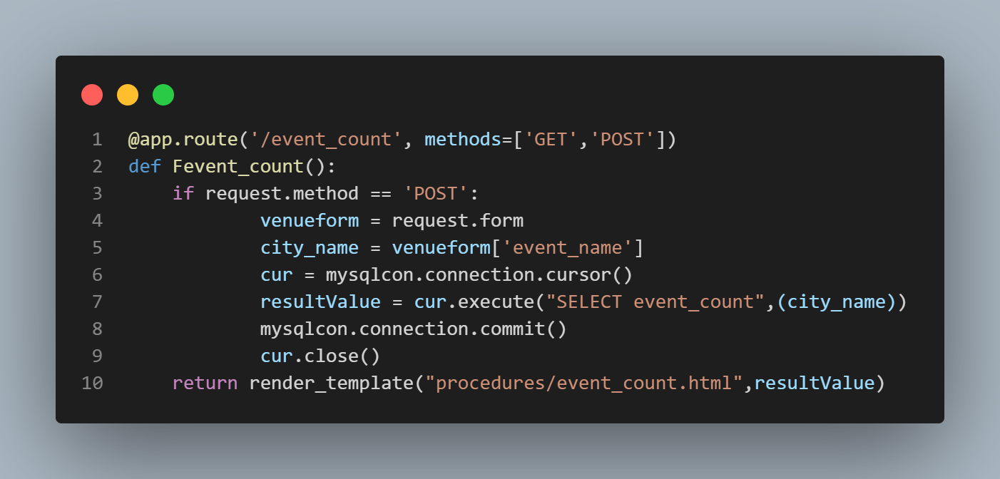 1 @app.route('/event_count', methods=['GET','POST'])
2 def Fevent_count():
3     if request.method == 'POST':
4             venueform = request.form
5             city_name = venueform['event_name']
6             cur = mysqlcon.connection.cursor()
7             resultValue = cur.execute("SELECT event_count",(city_name))
8             mysqlcon.connection.commit()
9             cur.close()
10     return render_template("procedures/event_count.html",resultValue)